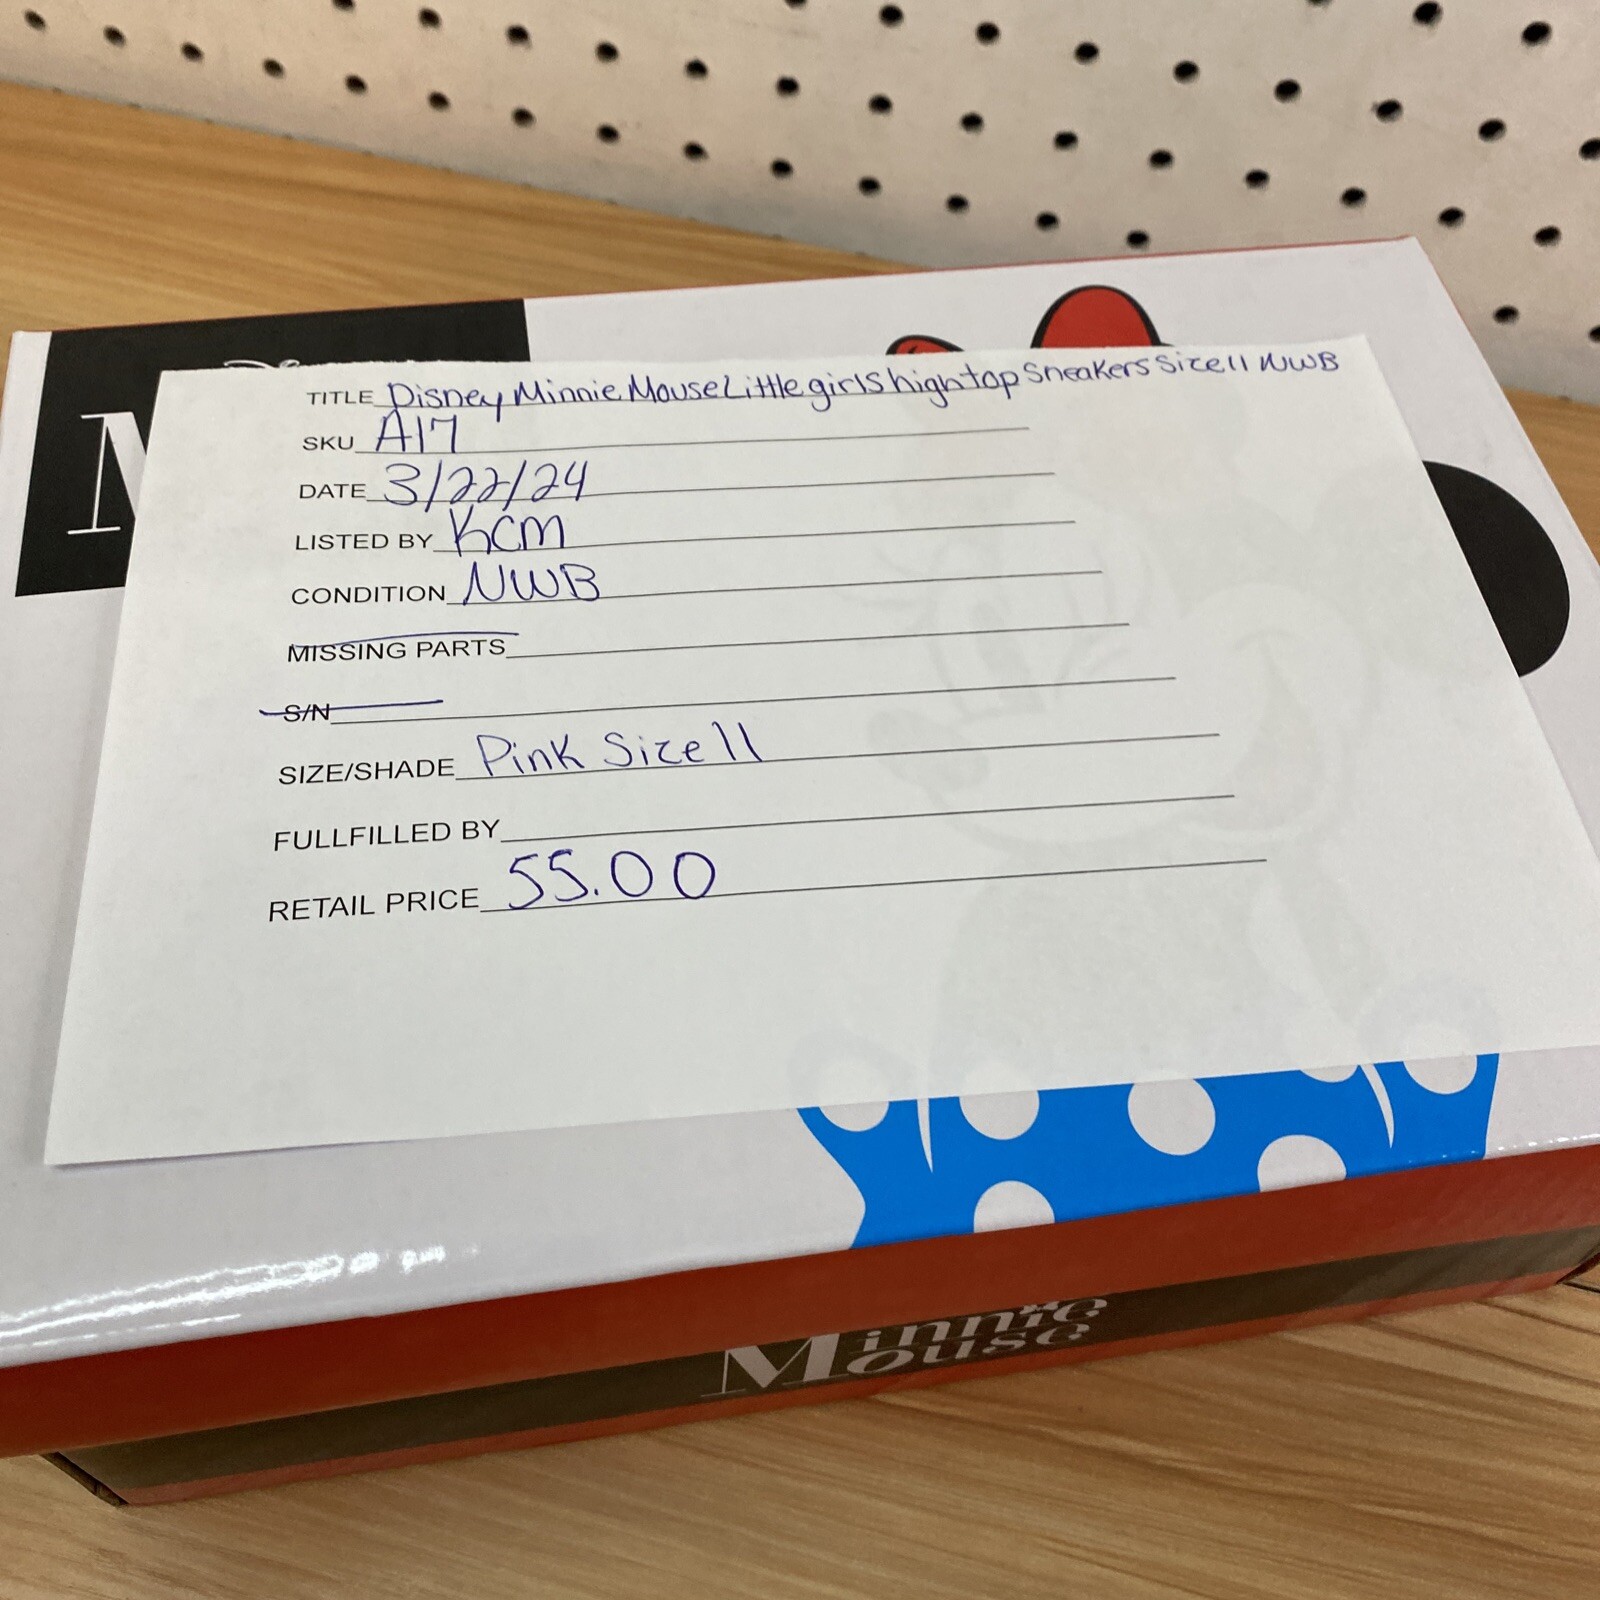 TITLE Disney Minnie Mouse Little girls high top Sneakers Size 11 NWB
SKU A17
DATE 3/22/24
LISTED BY KCM
CONDITION NWB
MISSING PARTS
S/N
SIZE/SHADE Pink Size 11
FULLFILLED BY
RETAIL PRICE 55.00
Minnie
Mouse